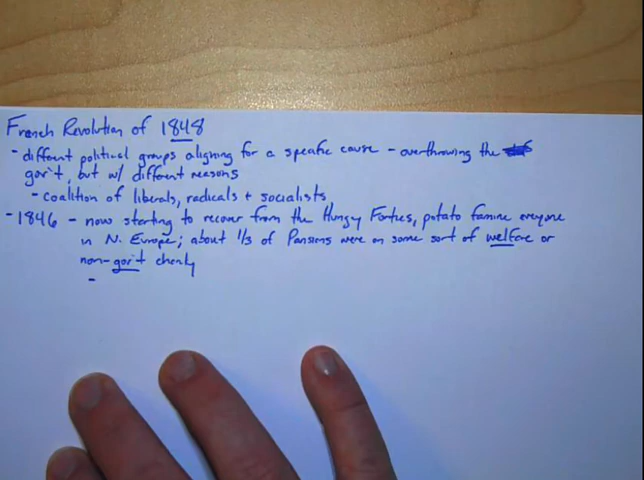 French Revolution of 1848
- different political groups aligning for a specific cause - overthrowing the
gov't, but w/ different reasons
- coalition of liberals, radicals + socialists
- 1846 - now starting to recover from the Hungry Forties, potato famine everyone
in N. Europe; about 1/3 of Parisians were on some sort of welfare or
non-gov't charity
-